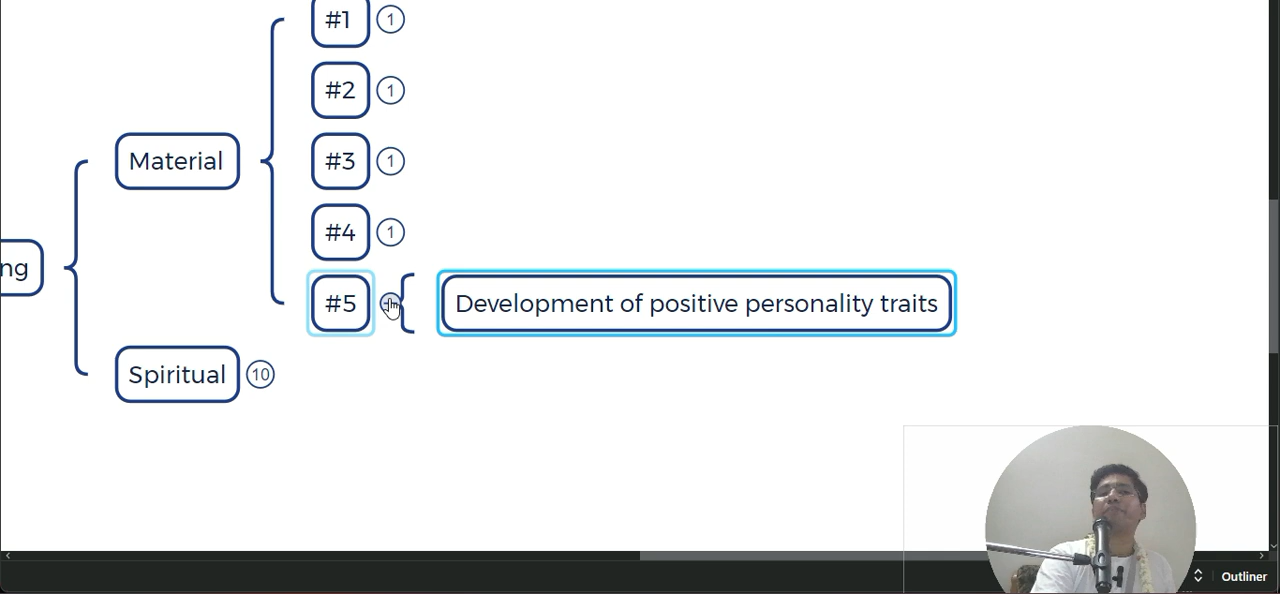 #1 1
#2 1
Material
#3 1
#4 1
ng
#5
Development of positive personality traits
Spiritual 10
Outliner